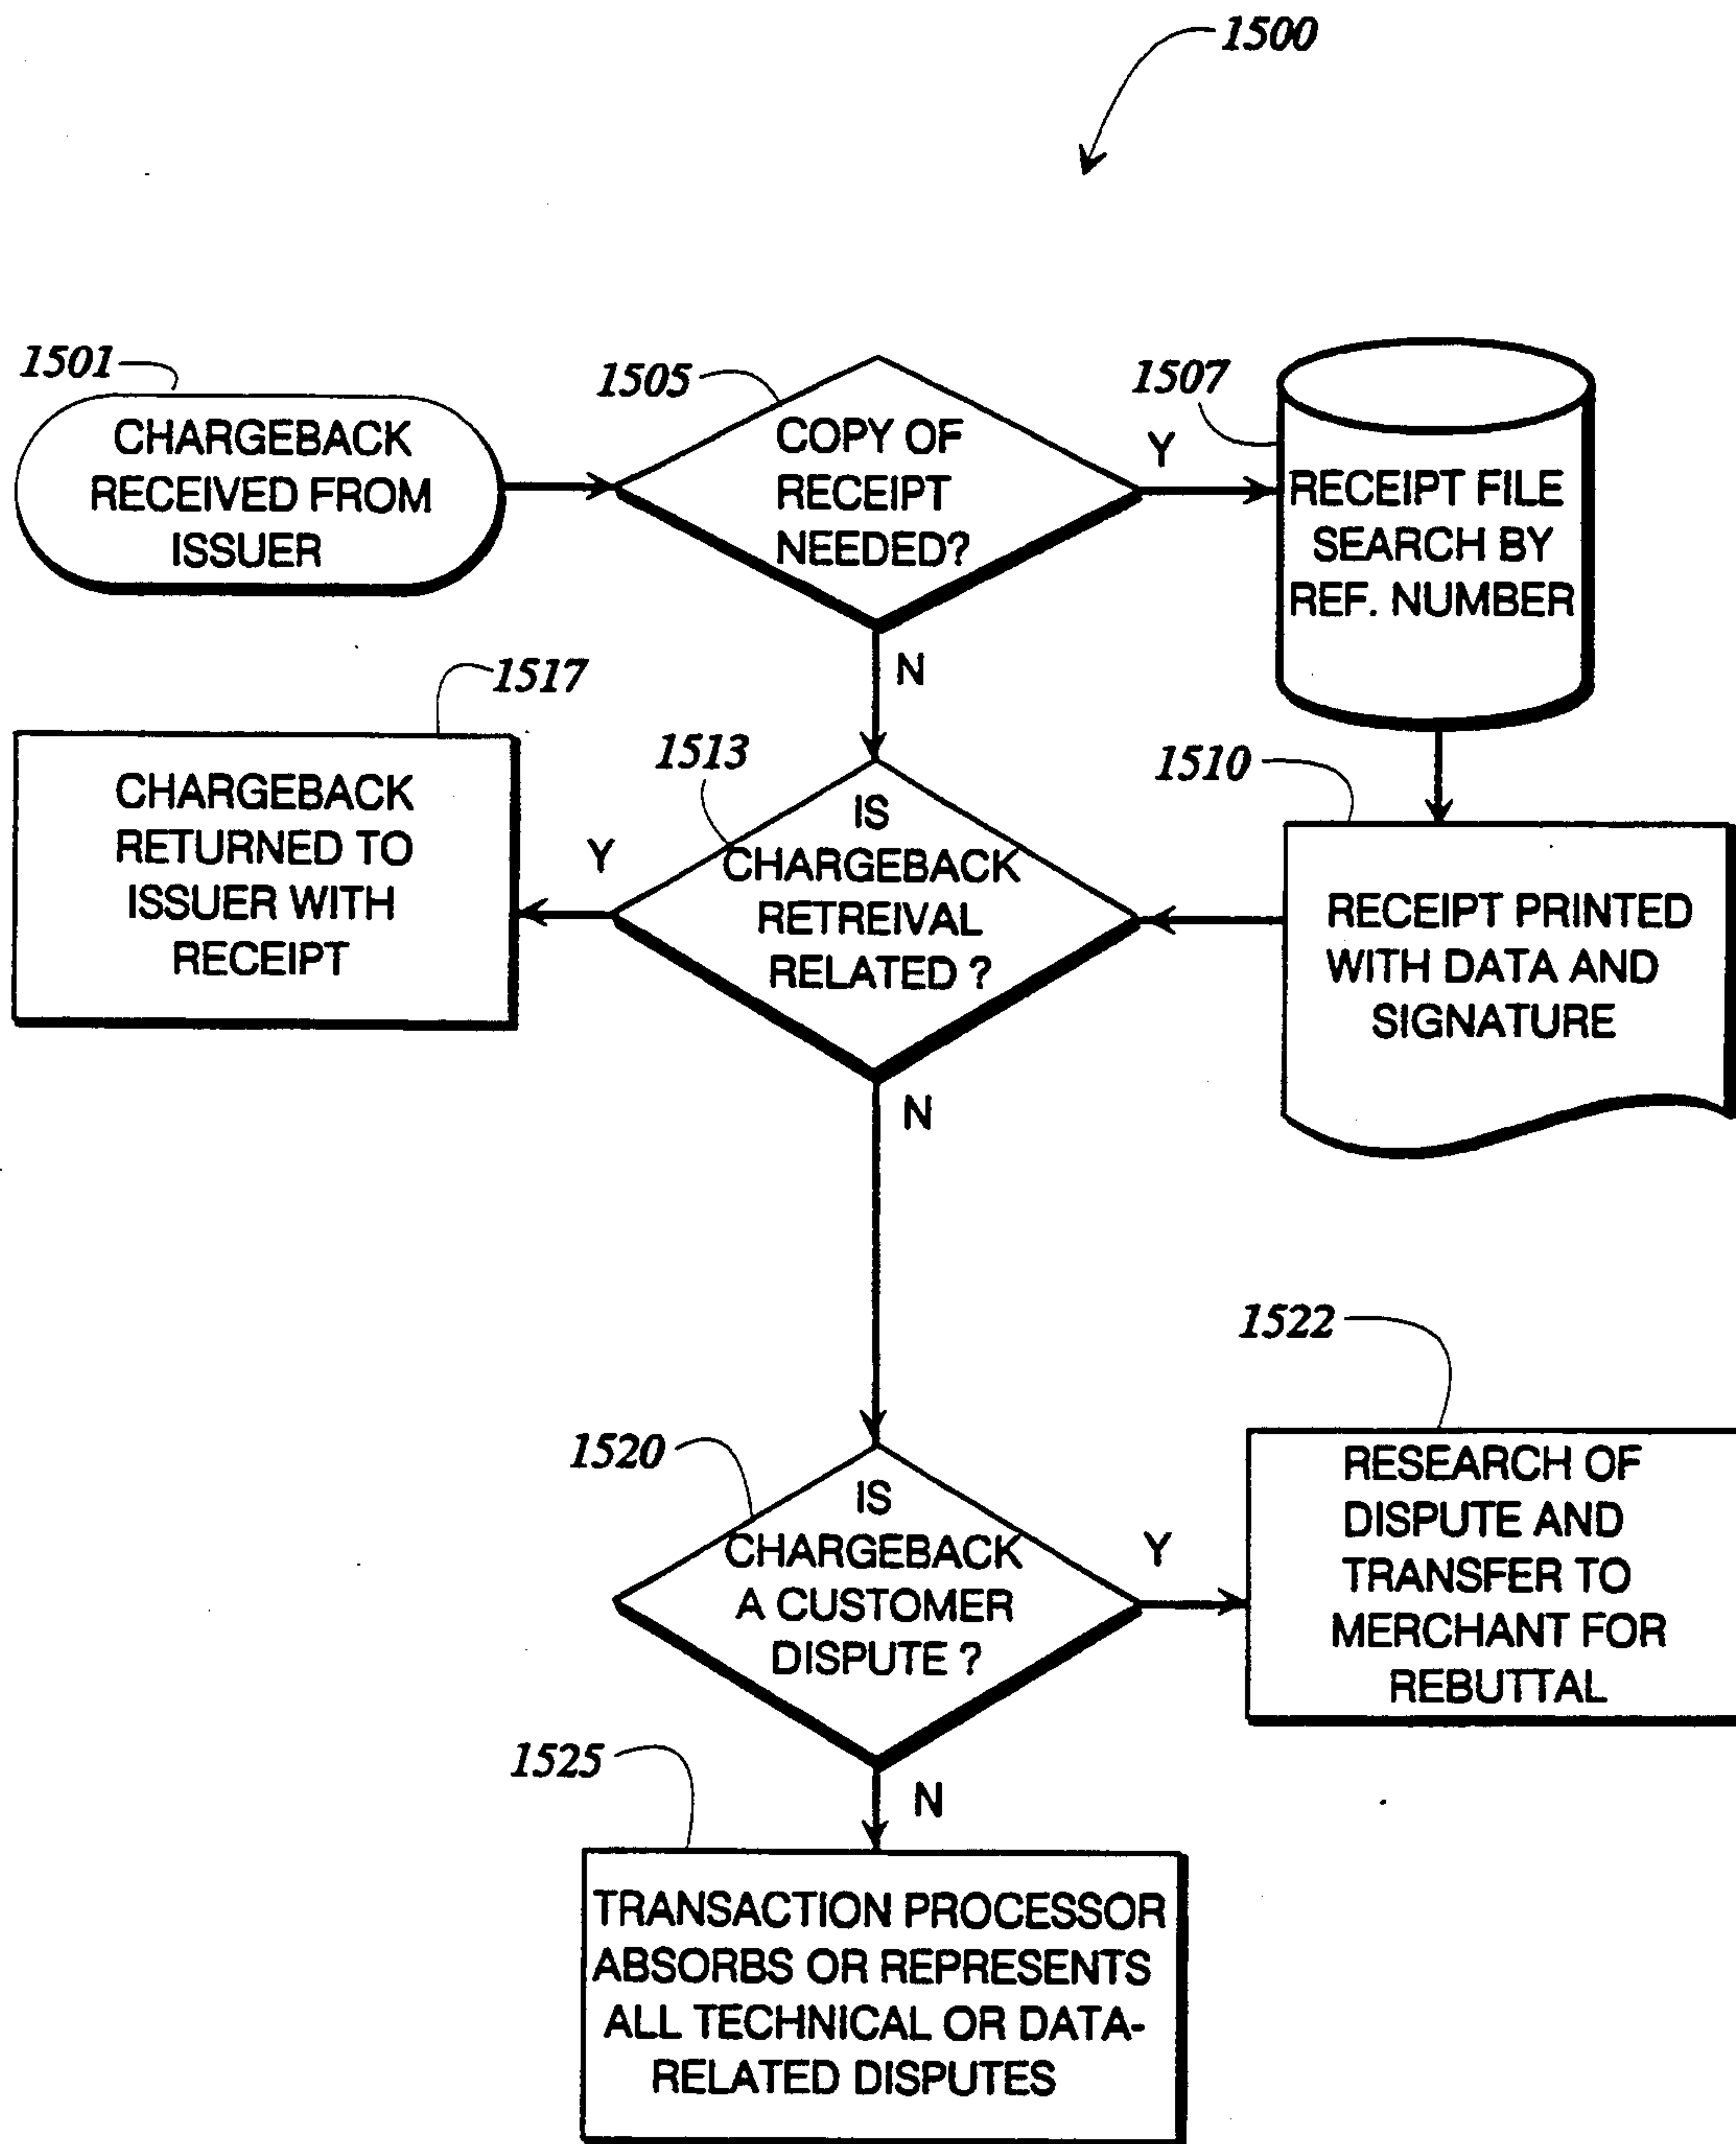 1500
1501
CHARGEBACK
RECEIVED FROM
ISSUER
1505
COPY OF
RECEIPT
NEEDED?
Y
N
1507
RECEIPT FILE
SEARCH BY
REF. NUMBER
1517
CHARGEBACK
RETURNED TO
ISSUER WITH
RECEIPT
Y
1513
IS
CHARGEBACK
RETREIVAL
RELATED ?
N
1510
RECEIPT PRINTED
WITH DATA AND
SIGNATURE
1520
IS
CHARGEBACK
A CUSTOMER
DISPUTE ?
Y
N
1522
RESEARCH OF
DISPUTE AND
TRANSFER TO
MERCHANT FOR
REBUTTAL
1525
TRANSACTION PROCESSOR
ABSORBS OR REPRESENTS
ALL TECHNICAL OR DATA-
RELATED DISPUTES